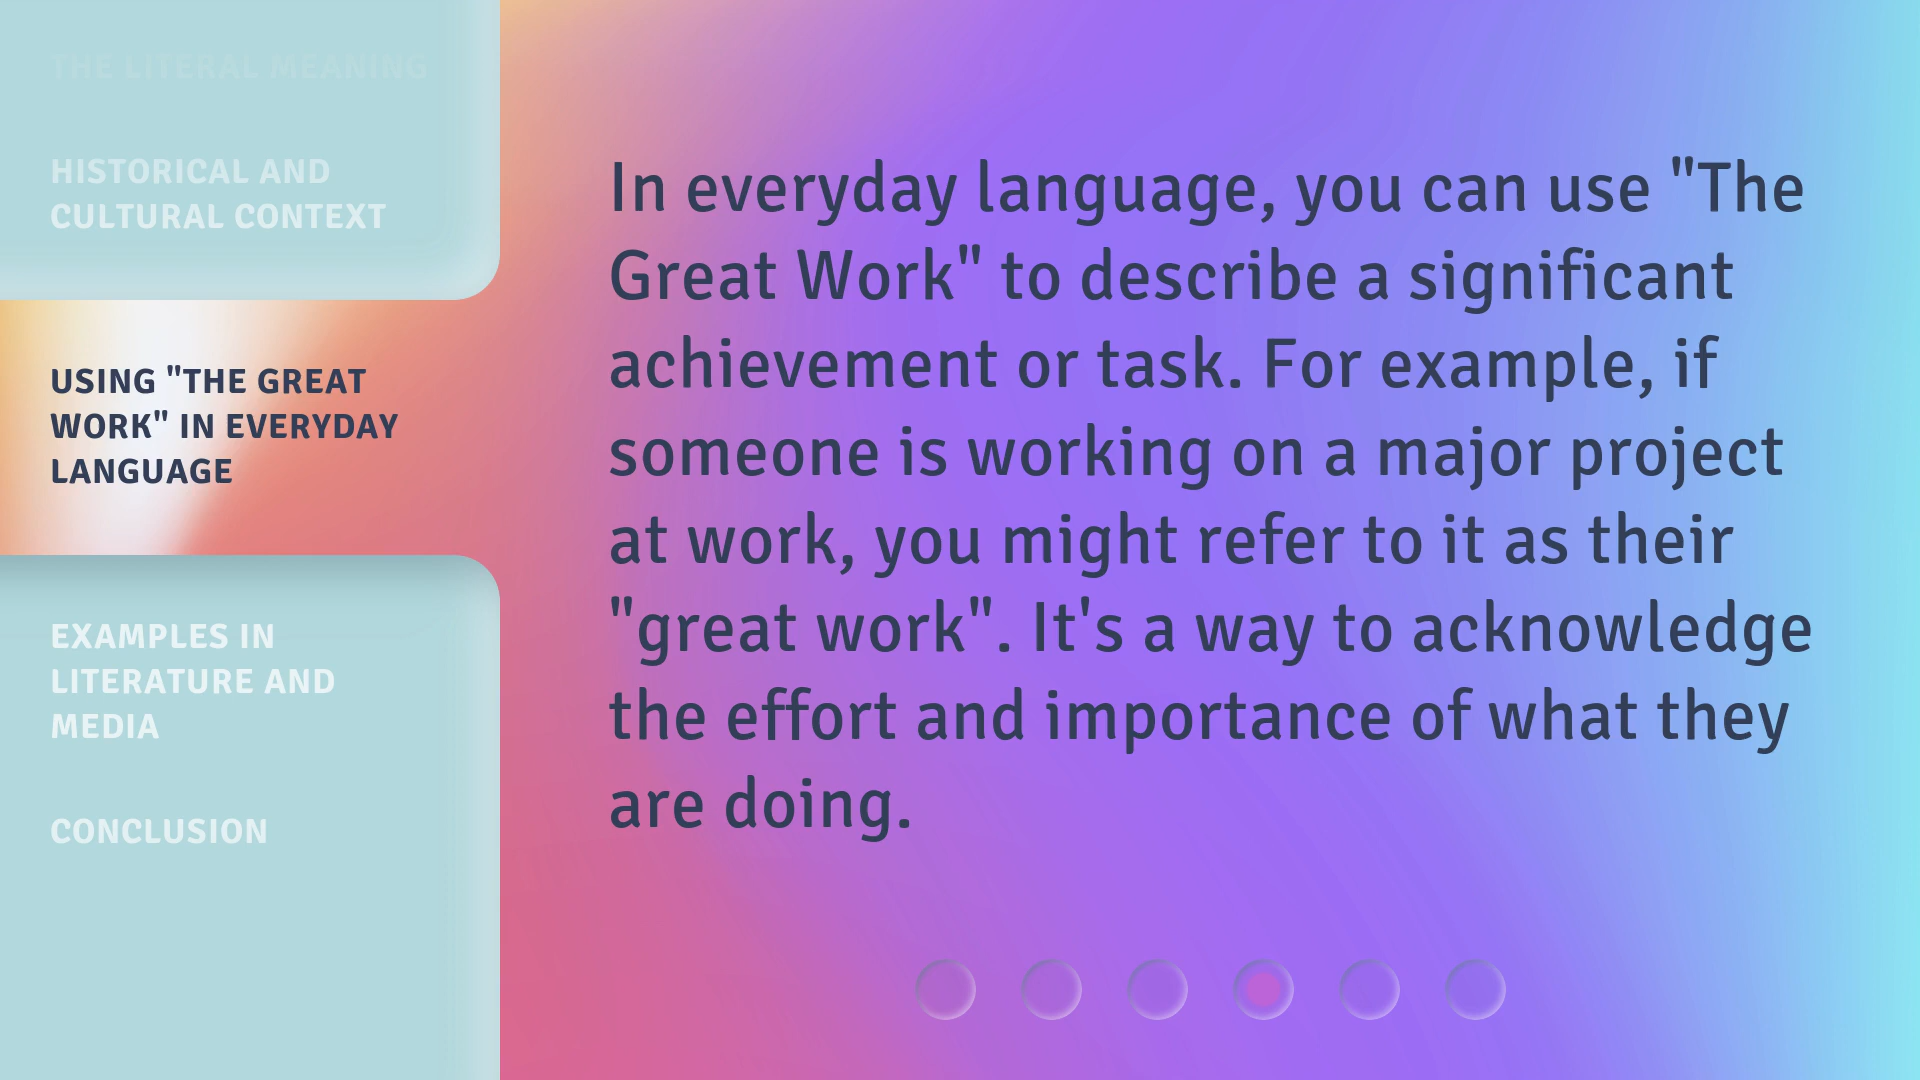 THE LITERAL MEANING
HISTORICAL AND
CULTURAL CONTEXT
USING "THE GREAT
WORK" IN EVERYDAY
LANGUAGE
EXAMPLES IN
LITERATURE AND
MEDIA
CONCLUSION
In everyday language, you can use "The
Great Work" to describe a significant
achievement or task. For example, if
someone is working on a major project
at work, you might refer to it as their
"great work". It's a way to acknowledge
the effort and importance of what they
are doing.